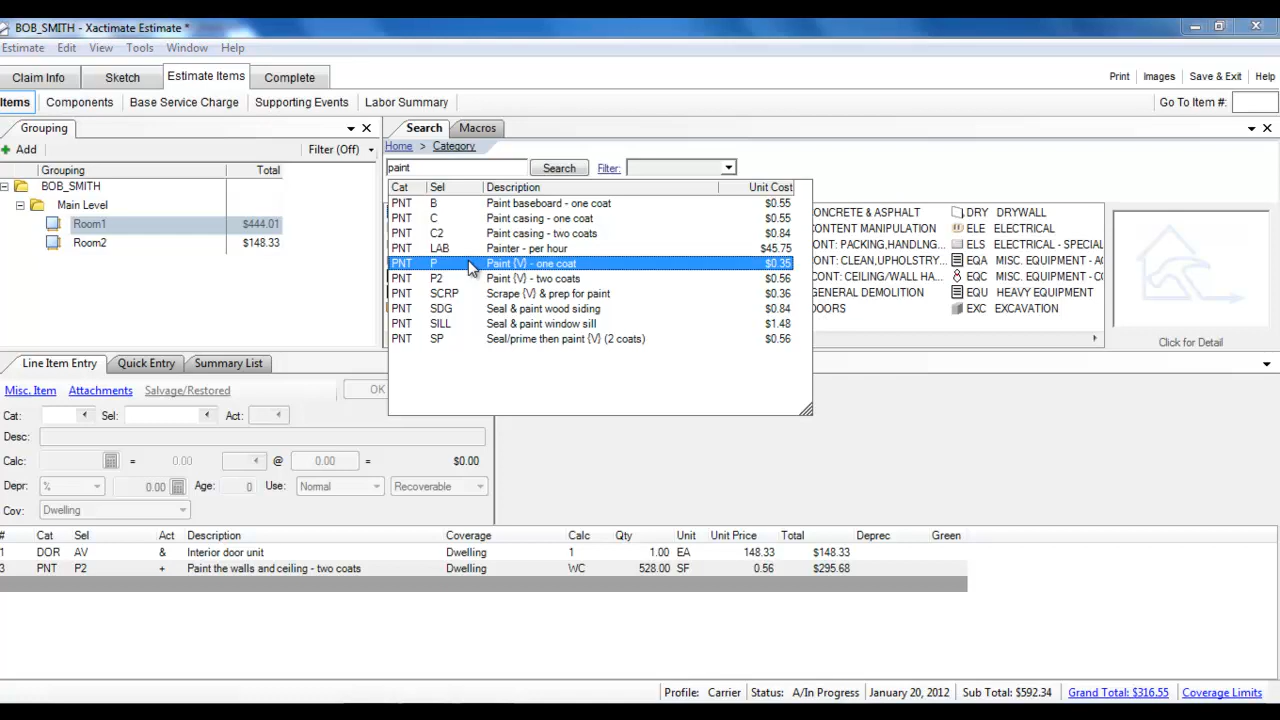 BOB_SMITH - Xactimate Estimate *
Estimate Edit View Tools Window Help
Claim Info Sketch Estimate Items Complete Print Images Save & Exit Help
Items Components Base Service Charge Supporting Events Labor Summary Go To Item #:
Grouping
Search Macros
Home > Category
Add Filter (Off)
paint Search Filter:
Grouping Total
BOB_SMITH
Main Level
Room1 $444.01
Room2 $148.33
Cat Sel Description Unit Cost
PNT B Paint baseboard - one coat $0.55
PNT C Paint casing - one coat $0.55
PNT C2 Paint casing - two coats $0.84
PNT LAB Painter - per hour $45.75
PNT P Paint {V} - one coat $0.35
PNT P2 Paint {V} - two coats $0.56
PNT SCRP Scrape {V} & prep for paint $0.36
PNT SDG Seal & paint wood siding $0.84
PNT SILL Seal & paint window sill $1.48
PNT SP Seal/prime then paint {V} (2 coats) $0.56
CONCRETE & ASPHALT DRY DRYWALL
CONTENT MANIPULATION ELE ELECTRICAL
CONT: PACKING,HANDLNG... ELS ELECTRICAL - SPECIAL
CONT: CLEAN,UPHOLSTRY... EQA MISC. EQUIPMENT - A
CONT: CEILING/WALL HA... EQC MISC. EQUIPMENT - CO
GENERAL DEMOLITION EQU HEAVY EQUIPMENT
DOORS EXC EXCAVATION
Click for Detail
Line Item Entry Quick Entry Summary List
Misc. Item Attachments Salvage/Restored OK
Cat: Sel: Act:
Desc:
Calc: = 0.00 @ 0.00 = $0.00
Depr: % 0.00 Age: 0 Use: Normal Recoverable
Cov: Dwelling
# Cat Sel Act Description Coverage Calc Qty Unit Unit Price Total Deprec Green
1 DOR AV & Interior door unit Dwelling 1 1.00 EA 148.33 $148.33
3 PNT P2 + Paint the walls and ceiling - two coats Dwelling WC 528.00 SF 0.56 $295.68
Profile: Carrier Status: A/In Progress January 20, 2012 Sub Total: $592.34 Grand Total: $316.55 Coverage Limits